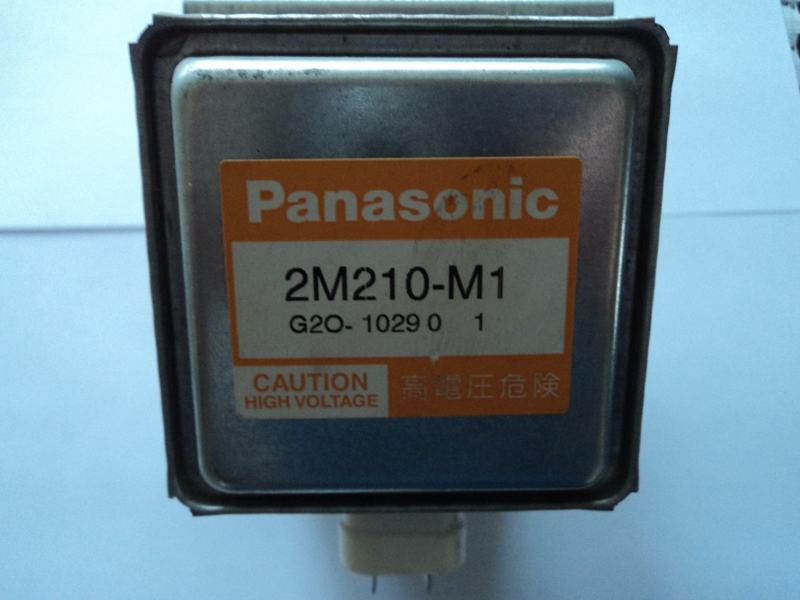 Panasonic
2M210-M1
G2O- 1029 0 1
CAUTION
HIGH VOLTAGE
高電圧危険